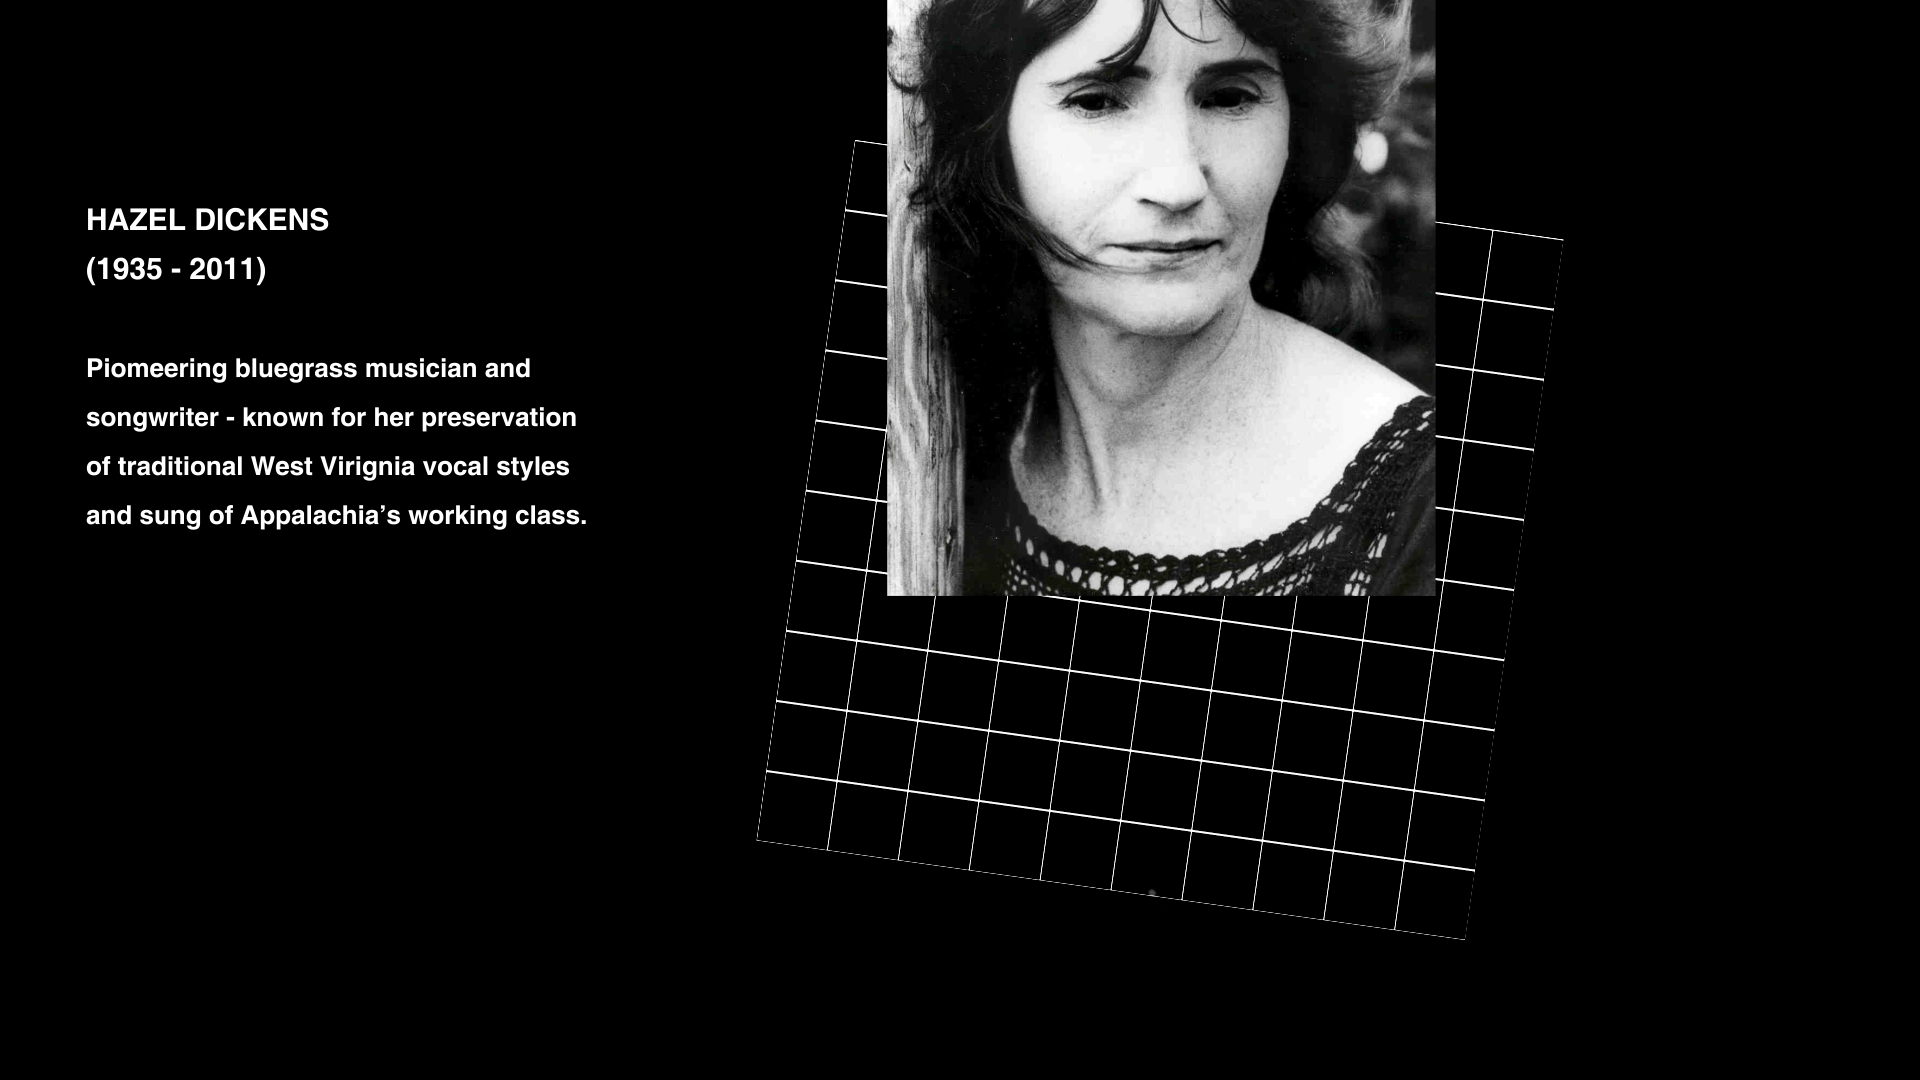 HAZEL DICKENS
(1935 - 2011)
Piomeering bluegrass musician and
songwriter - known for her preservation
of traditional West Virignia vocal styles
and sung of Appalachia’s working class.